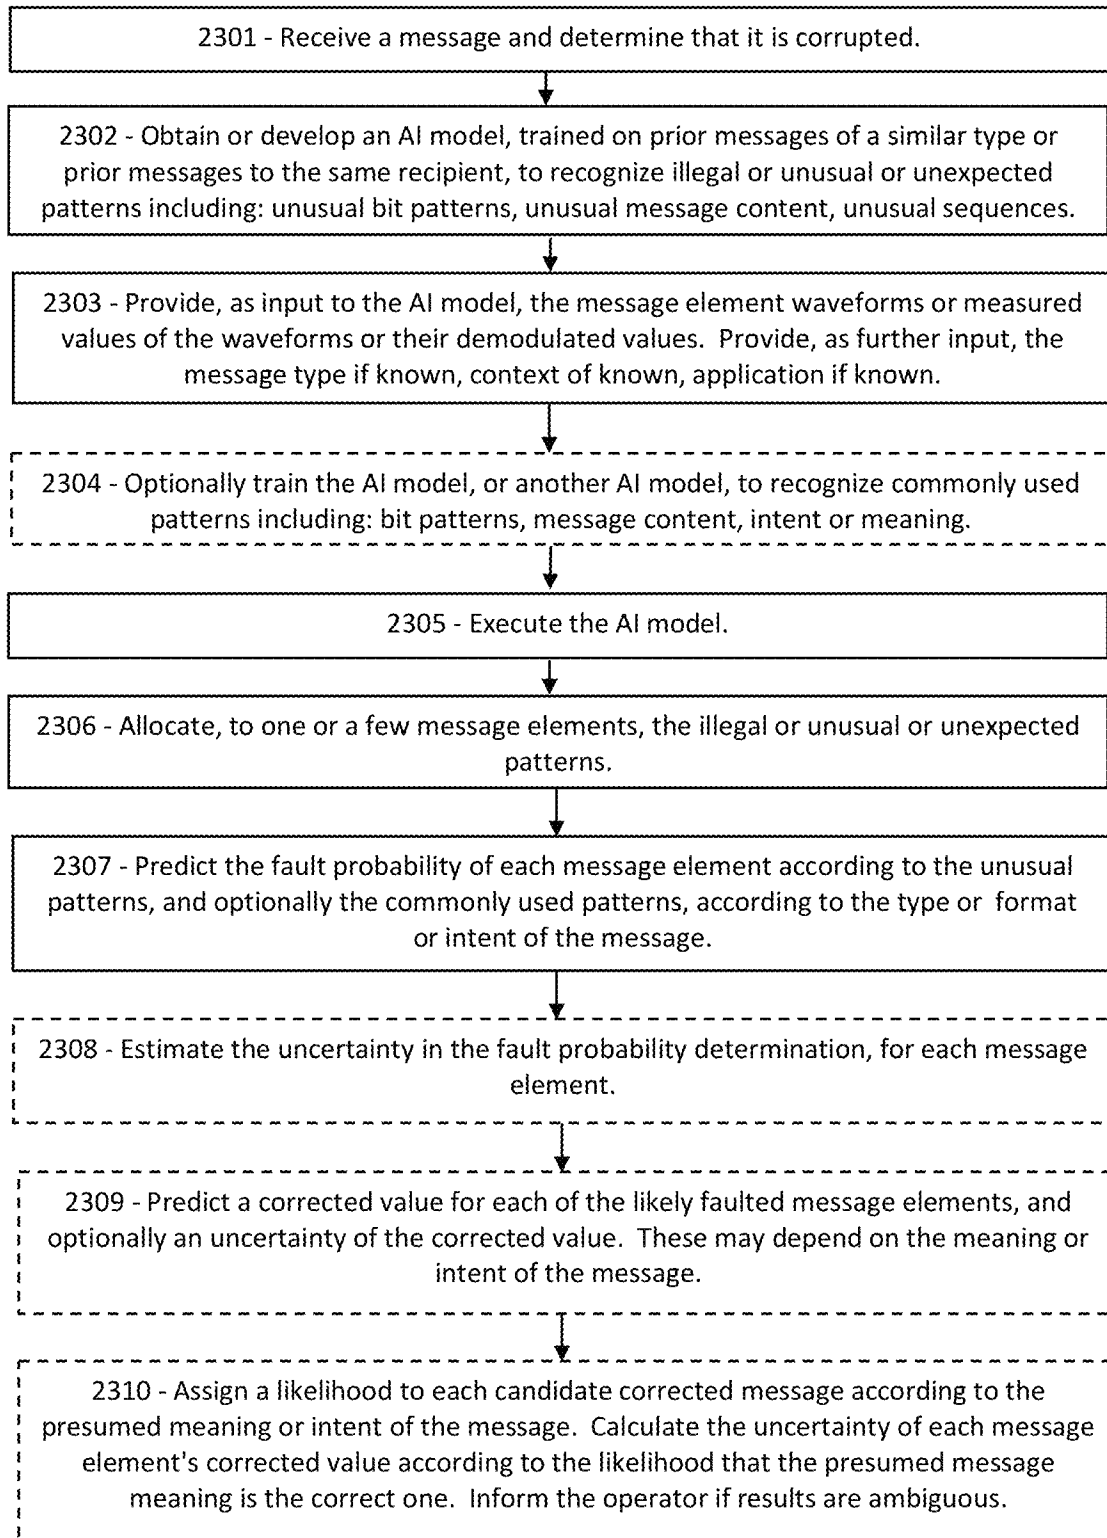 2301 - Receive a message and determine that it is corrupted.
2302 - Obtain or develop an AI model, trained on prior messages of a similar type or
prior messages to the same recipient, to recognize illegal or unusual or unexpected
patterns including: unusual bit patterns, unusual message content, unusual sequences.
2303 - Provide, as input to the AI model, the message element waveforms or measured
values of the waveforms or their demodulated values.  Provide, as further input, the
message type if known, context of known, application if known.
2304 - Optionally train the AI model, or another AI model, to recognize commonly used
patterns including: bit patterns, message content, intent or meaning.
2305 - Execute the AI model.
2306 - Allocate, to one or a few message elements, the illegal or unusual or unexpected
patterns.
2307 - Predict the fault probability of each message element according to the unusual
patterns, and optionally the commonly used patterns, according to the type or  format
or intent of the message.
2308 - Estimate the uncertainty in the fault probability determination, for each message
element.
2309 - Predict a corrected value for each of the likely faulted message elements, and
optionally an uncertainty of the corrected value.  These may depend on the meaning or
intent of the message.
2310 - Assign a likelihood to each candidate corrected message according to the
presumed meaning or intent of the message.  Calculate the uncertainty of each message
element's corrected value according to the likelihood that the presumed message
meaning is the correct one.  Inform the operator if results are ambiguous.